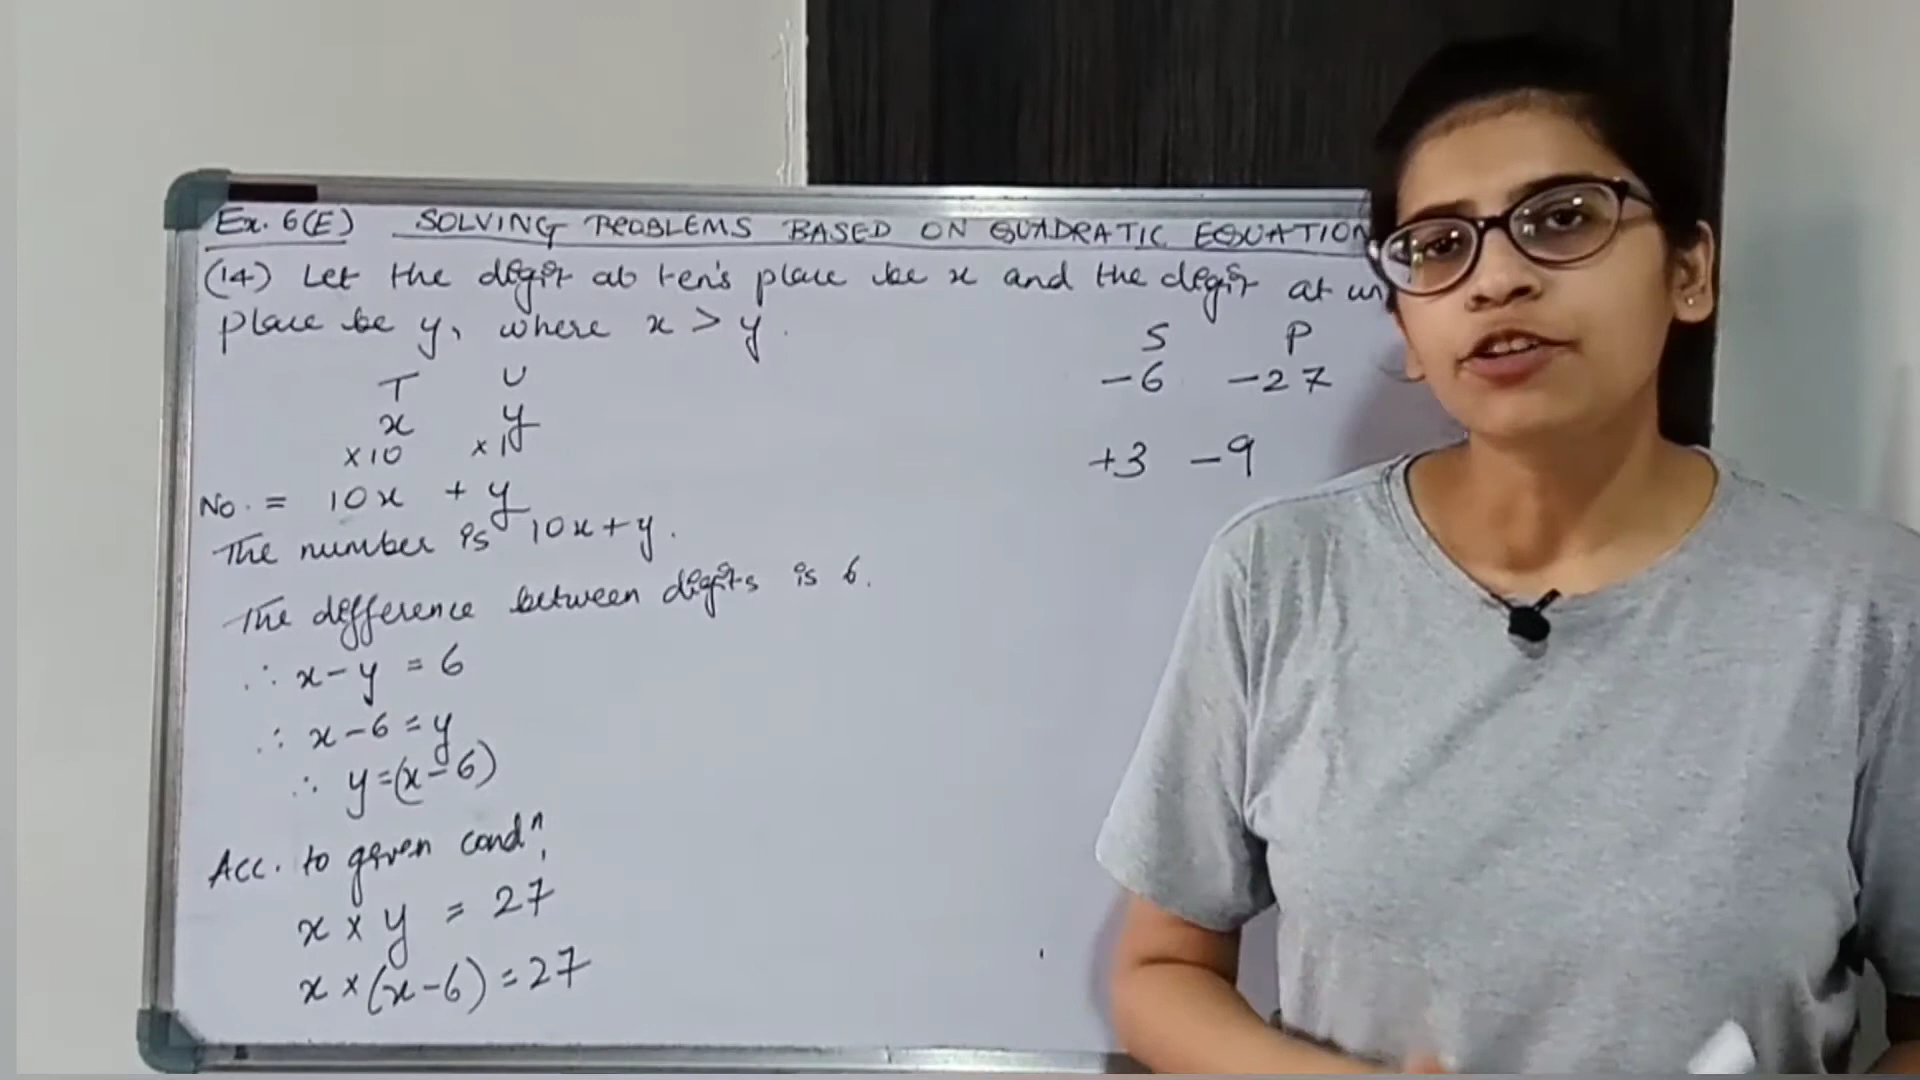 Ex. 6(E) SOLVING PROBLEMS BASED ON QUADRATIC EQUATION
(14) Let the digit at ten's place be x and the digit at un
place be y, where x > y.
T U
x y
×10 ×1
No. = 10x + y
The number is 10x+y.
The difference between digits is 6.
∴ x-y = 6
∴ x-6 = y
∴ y=(x-6)
Acc. to given condⁿ
x × y = 27
x × (x-6) = 27
S P
-6 -27
+3 -9